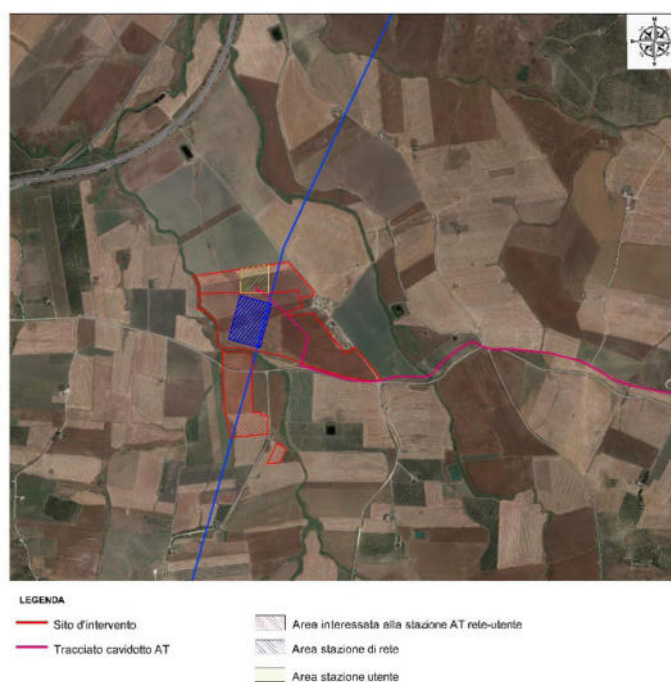 N
LEGENDA
Sito d'intervento
Tracciato cavidotto AT
Area interessata alla stazione AT rete-utente
Area stazione di rete
Area stazione utente